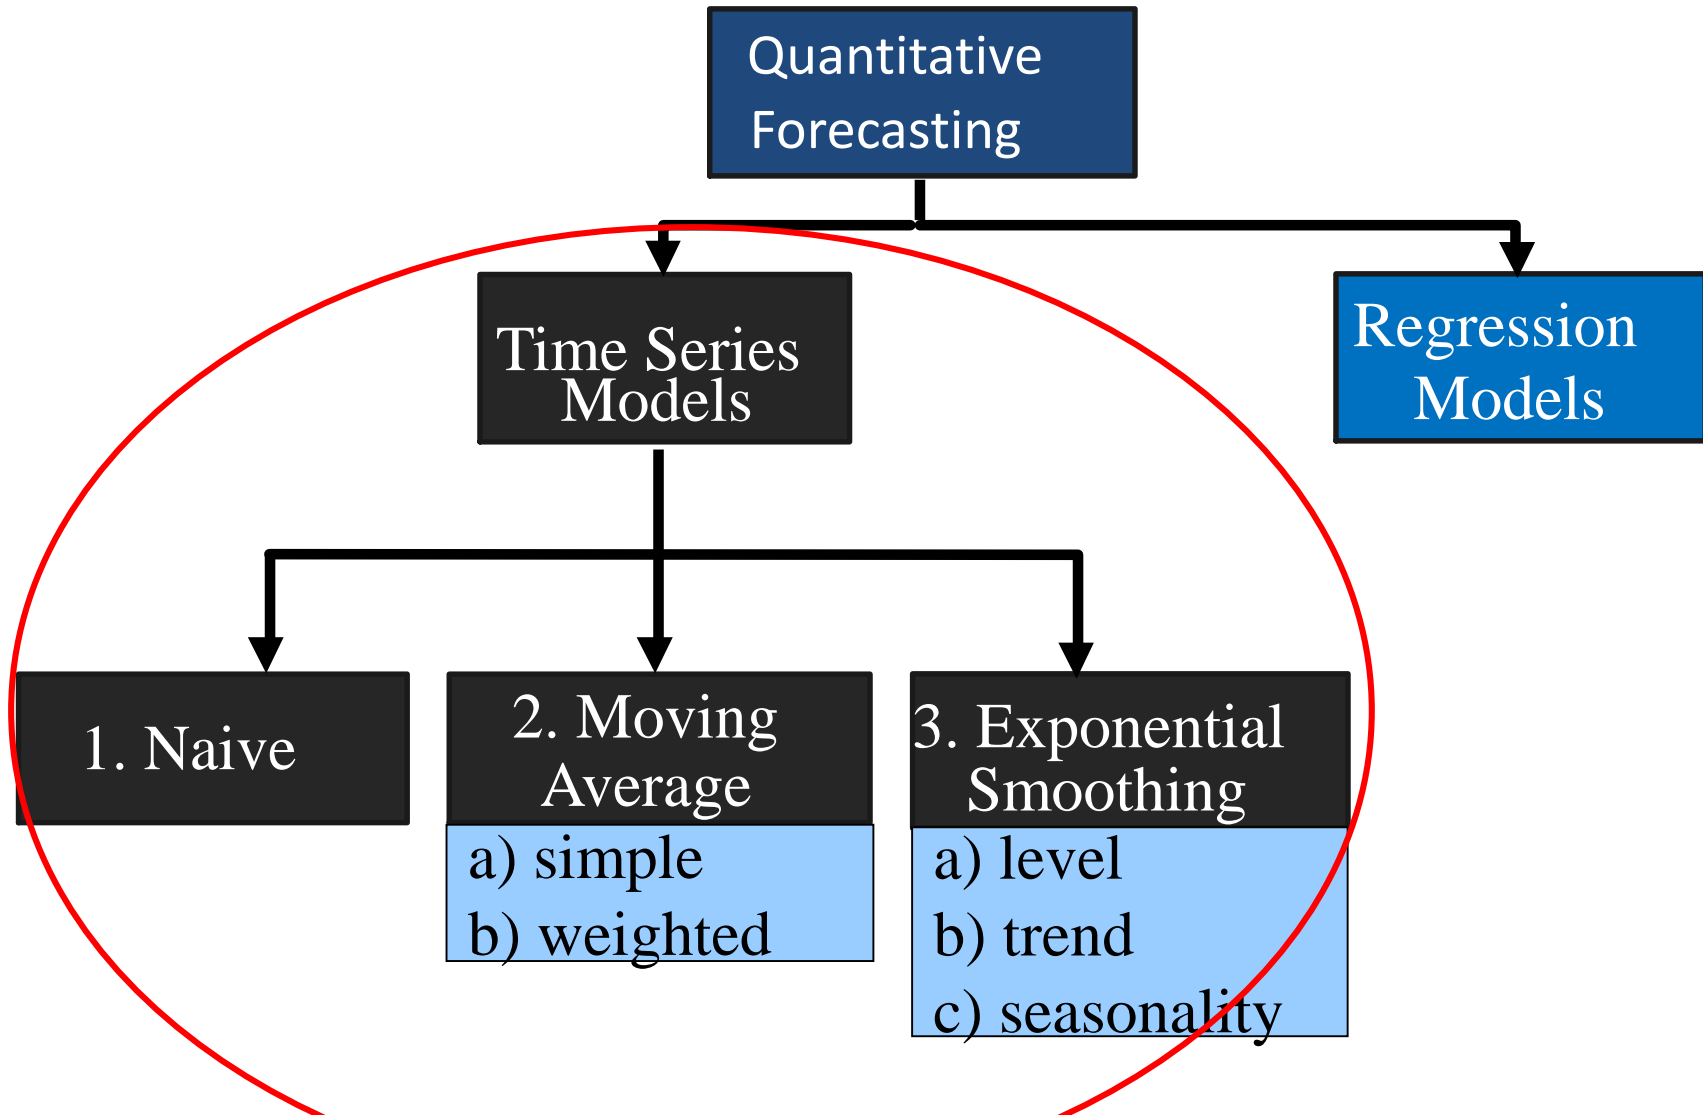 Quantitative
Forecasting
Time Series
Models
Regression
Models
1. Naive
2. Moving
Average
a) simple
b) weighted
3. Exponential
Smoothing
a) level
b) trend
c) seasonality